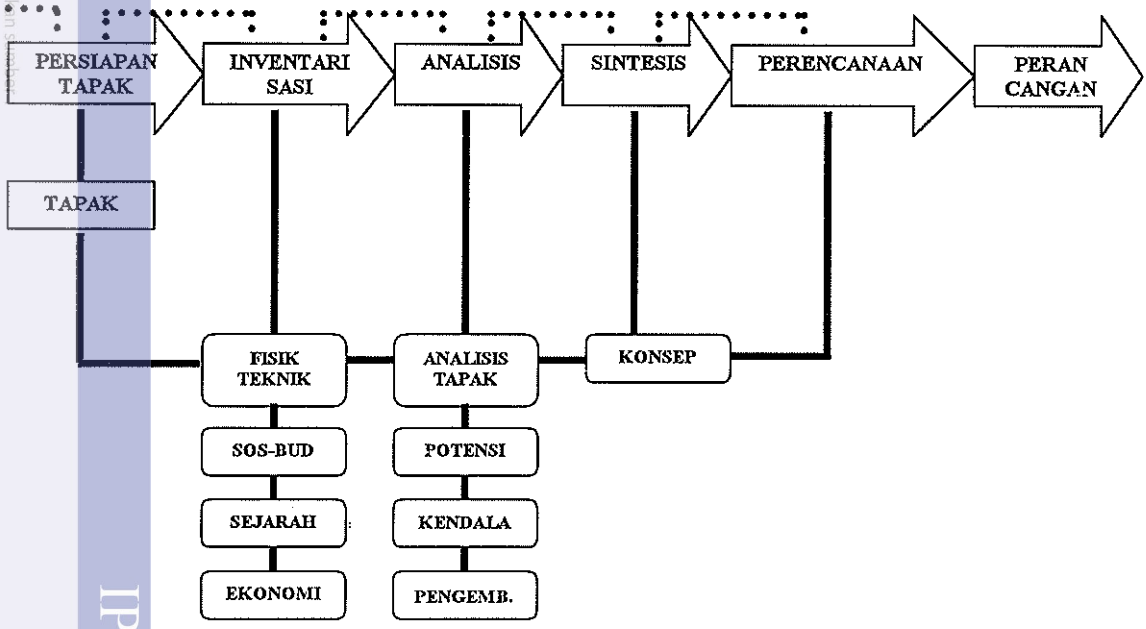 PERSIAPAN
TAPAK
INVENTARI
SASI
ANALISIS
SINTESIS
PERENCANAAN
PERAN
CANGAN
TAPAK
FISIK
TEKNIK
ANALISIS
TAPAK
KONSEP
SOS-BUD
POTENSI
SEJARAH
KENDALA
EKONOMI
PENGEMB.